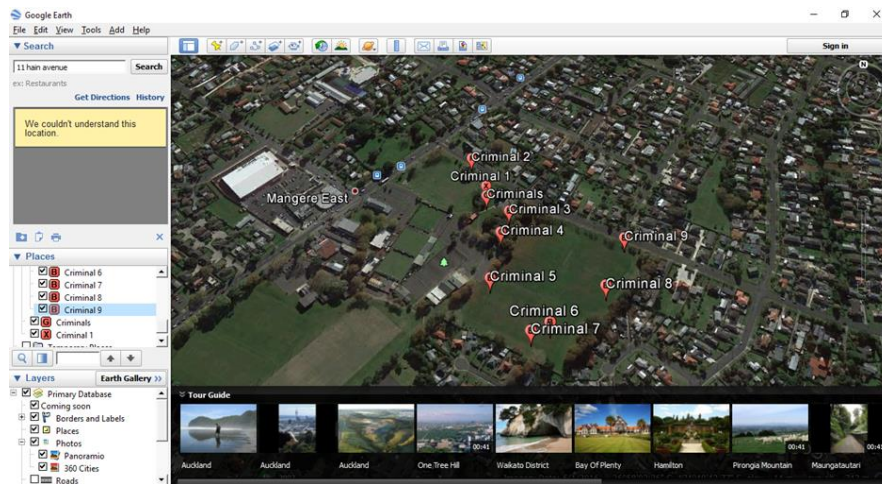 Google Earth
File Edit View Tools Add Help
Search
11 hain avenue
Search
ex: Restaurants
Get Directions History
We couldn't understand this
location.
Places
Criminal 6
Criminal 7
Criminal 8
Criminal 9
Criminals
Criminal 1
Temporary Places
Layers
Earth Gallery >>
Primary Database
Coming soon
Borders and Labels
Places
Photos
Panoramio
360 Cities
Roads
Sign in
N
Criminal 2
Criminal 1
Criminals
Mangere East
Criminal 3
Criminal 4
Criminal 9
Criminal 5
Criminal 8
Criminal 6
Criminal 7
Tour Guide
00:41
00:41
00:41
Auckland
Auckland
Auckland
One Tree Hill
Waikato District
Bay Of Plenty
Hamilton
Pirongia Mountain
Maungatautari